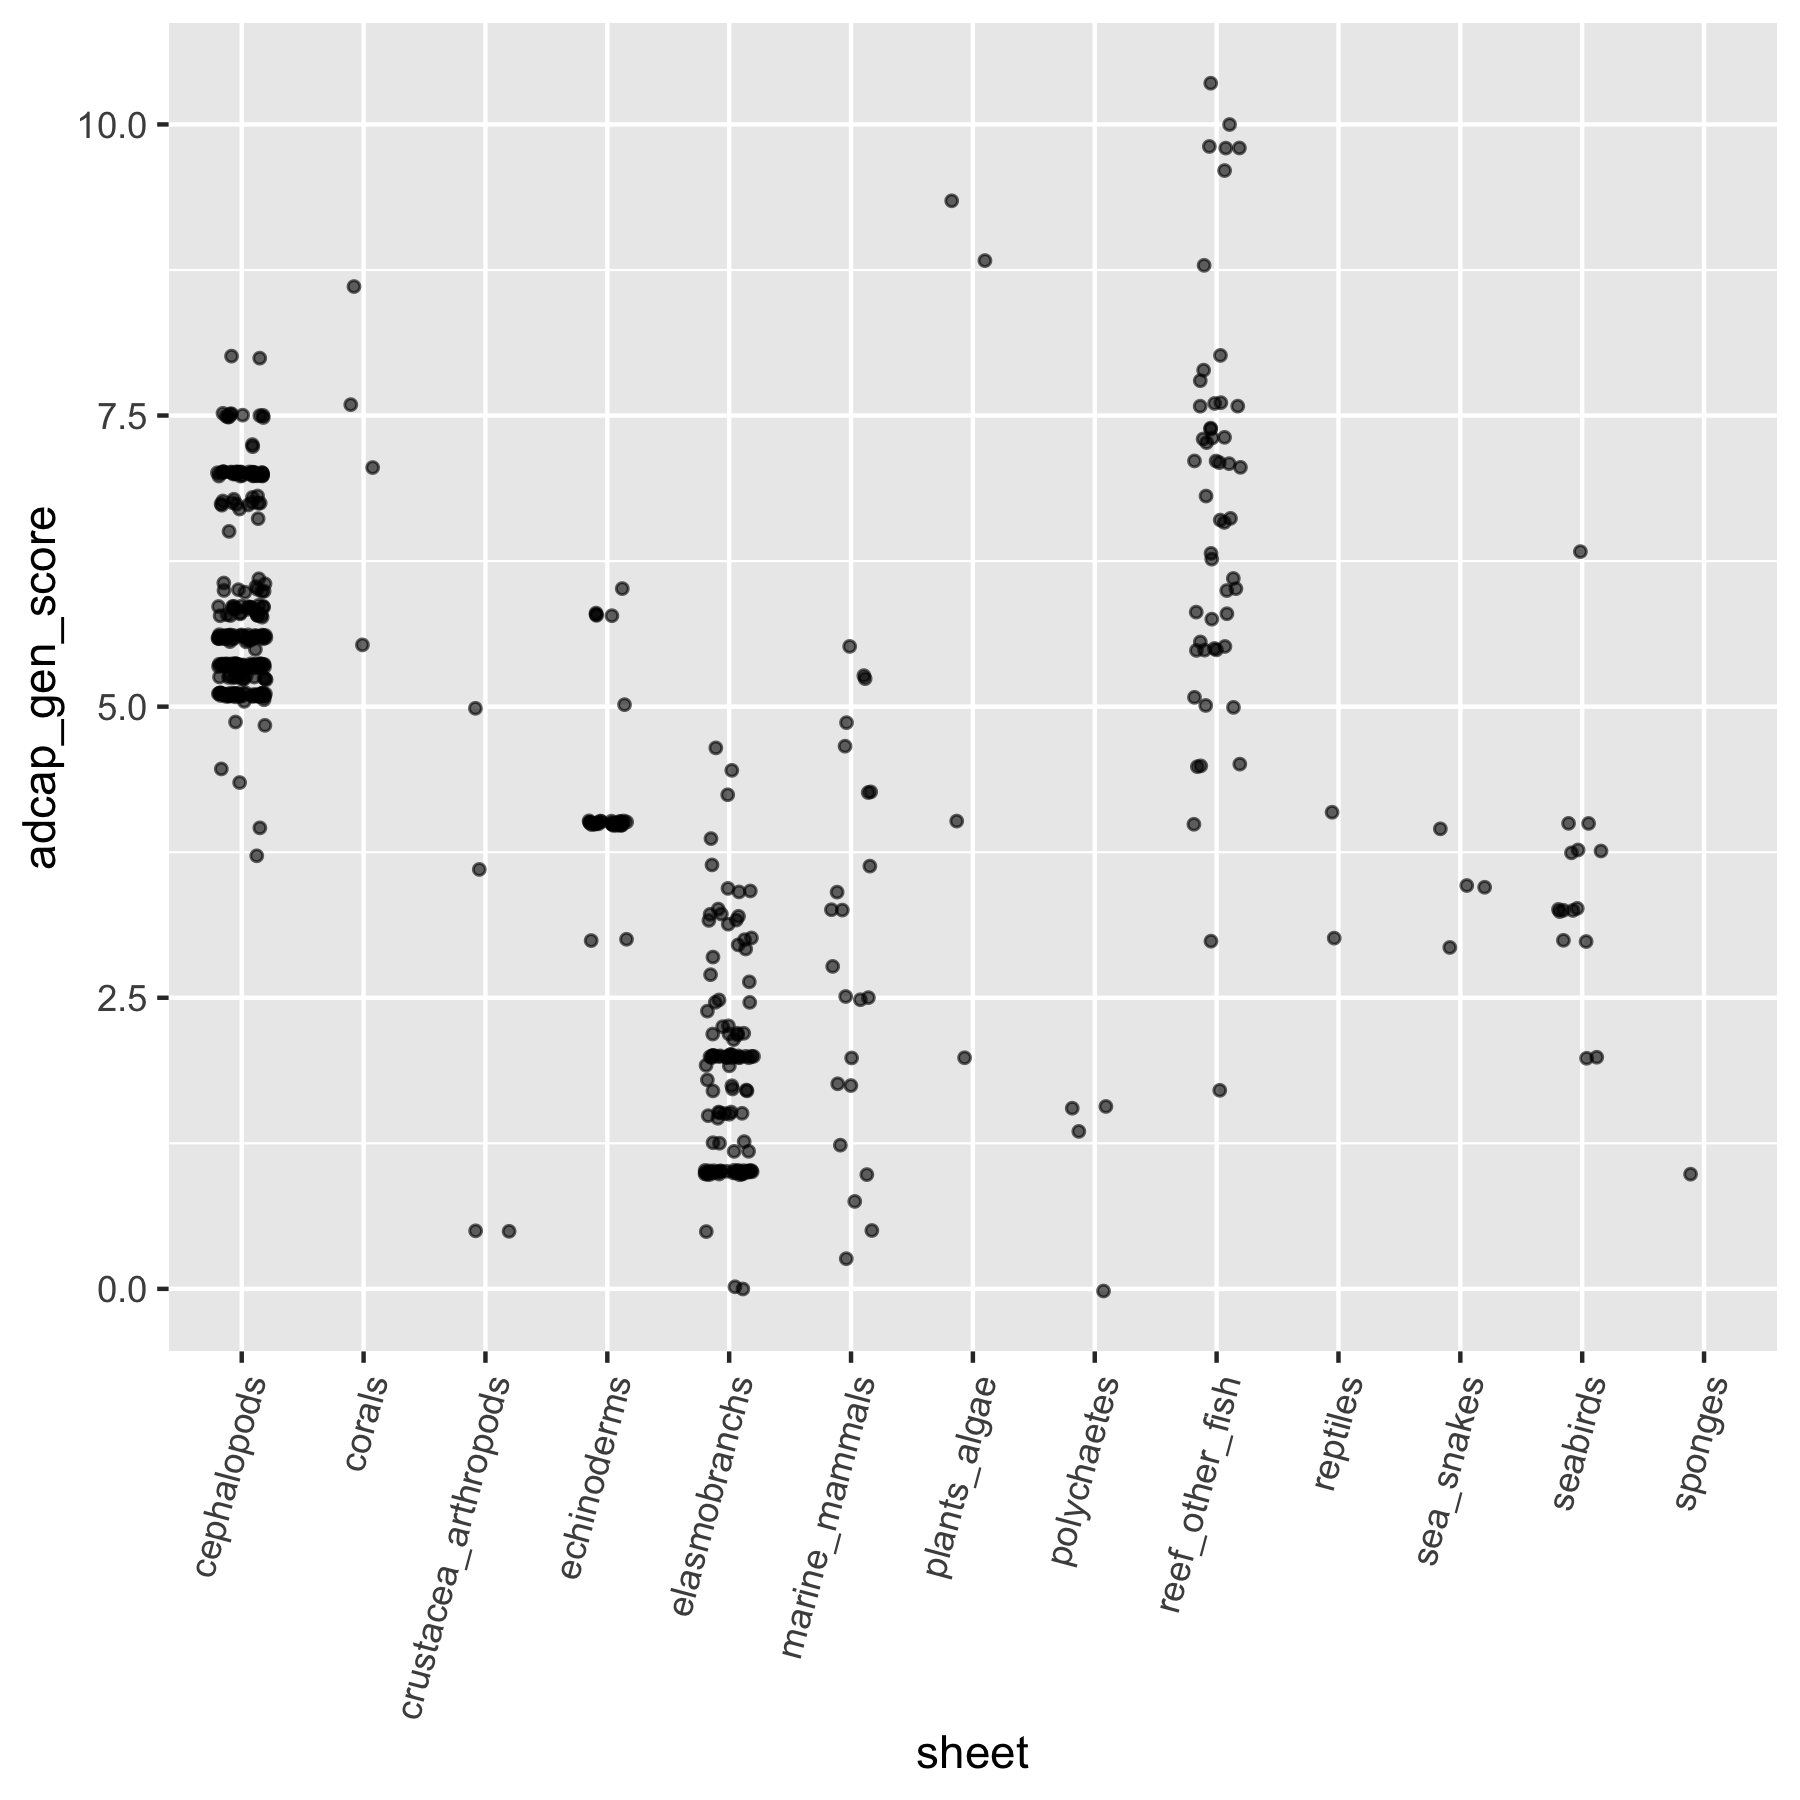 adcap_gen_score
10.0
7.5
5.0
2.5
0.0
cephalopods
corals
crustacea_arthropods
echinoderms
elasmobranchs
marine_mammals
plants_algae
polychaetes
reef_other_fish
reptiles
sea_snakes
seabirds
sponges
sheet